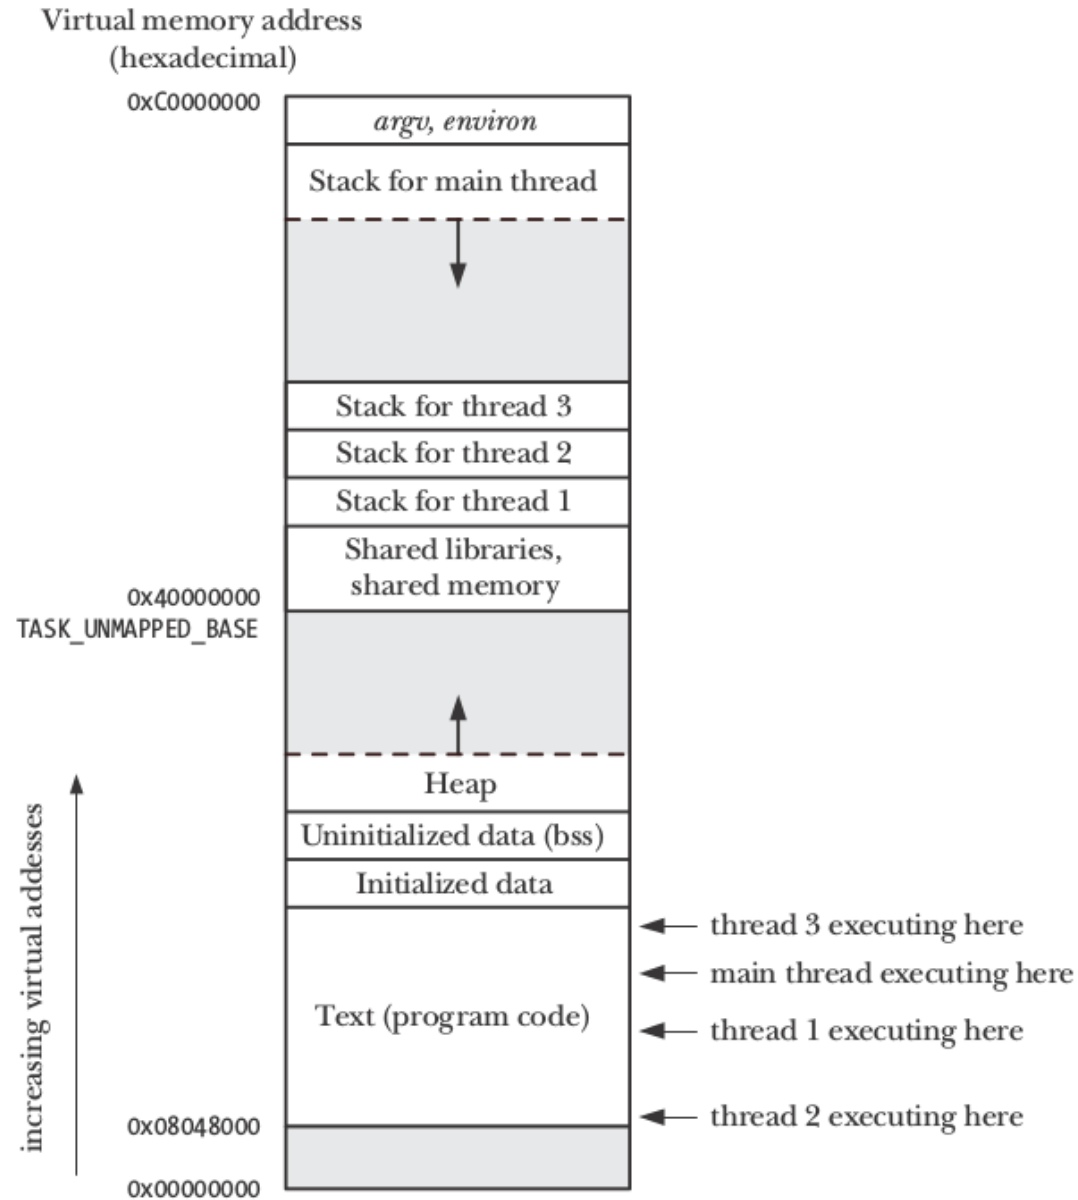 Virtual memory address
(hexadecimal)
0xC0000000
argv, environ
Stack for main thread
Stack for thread 3
Stack for thread 2
Stack for thread 1
Shared libraries,
shared memory
0x40000000
TASK_UNMAPPED_BASE
Heap
Uninitialized data (bss)
Initialized data
thread 3 executing here
main thread executing here
Text (program code)
thread 1 executing here
thread 2 executing here
0x08048000
0x00000000
increasing virtual addesses